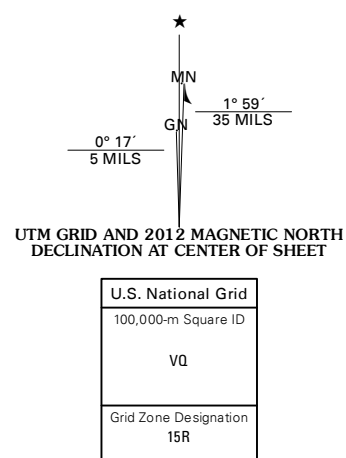 MN
GN
1° 59´
35 MILS
0° 17´
5 MILS
UTM GRID AND 2012 MAGNETIC NORTH
DECLINATION AT CENTER OF SHEET
U.S. National Grid
100,000-m Square ID
VQ
Grid Zone Designation
15R